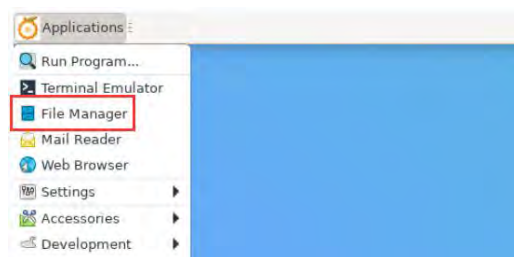 Applications
Run Program...
Terminal Emulator
File Manager
Mail Reader
Web Browser
Settings
Accessories
Development